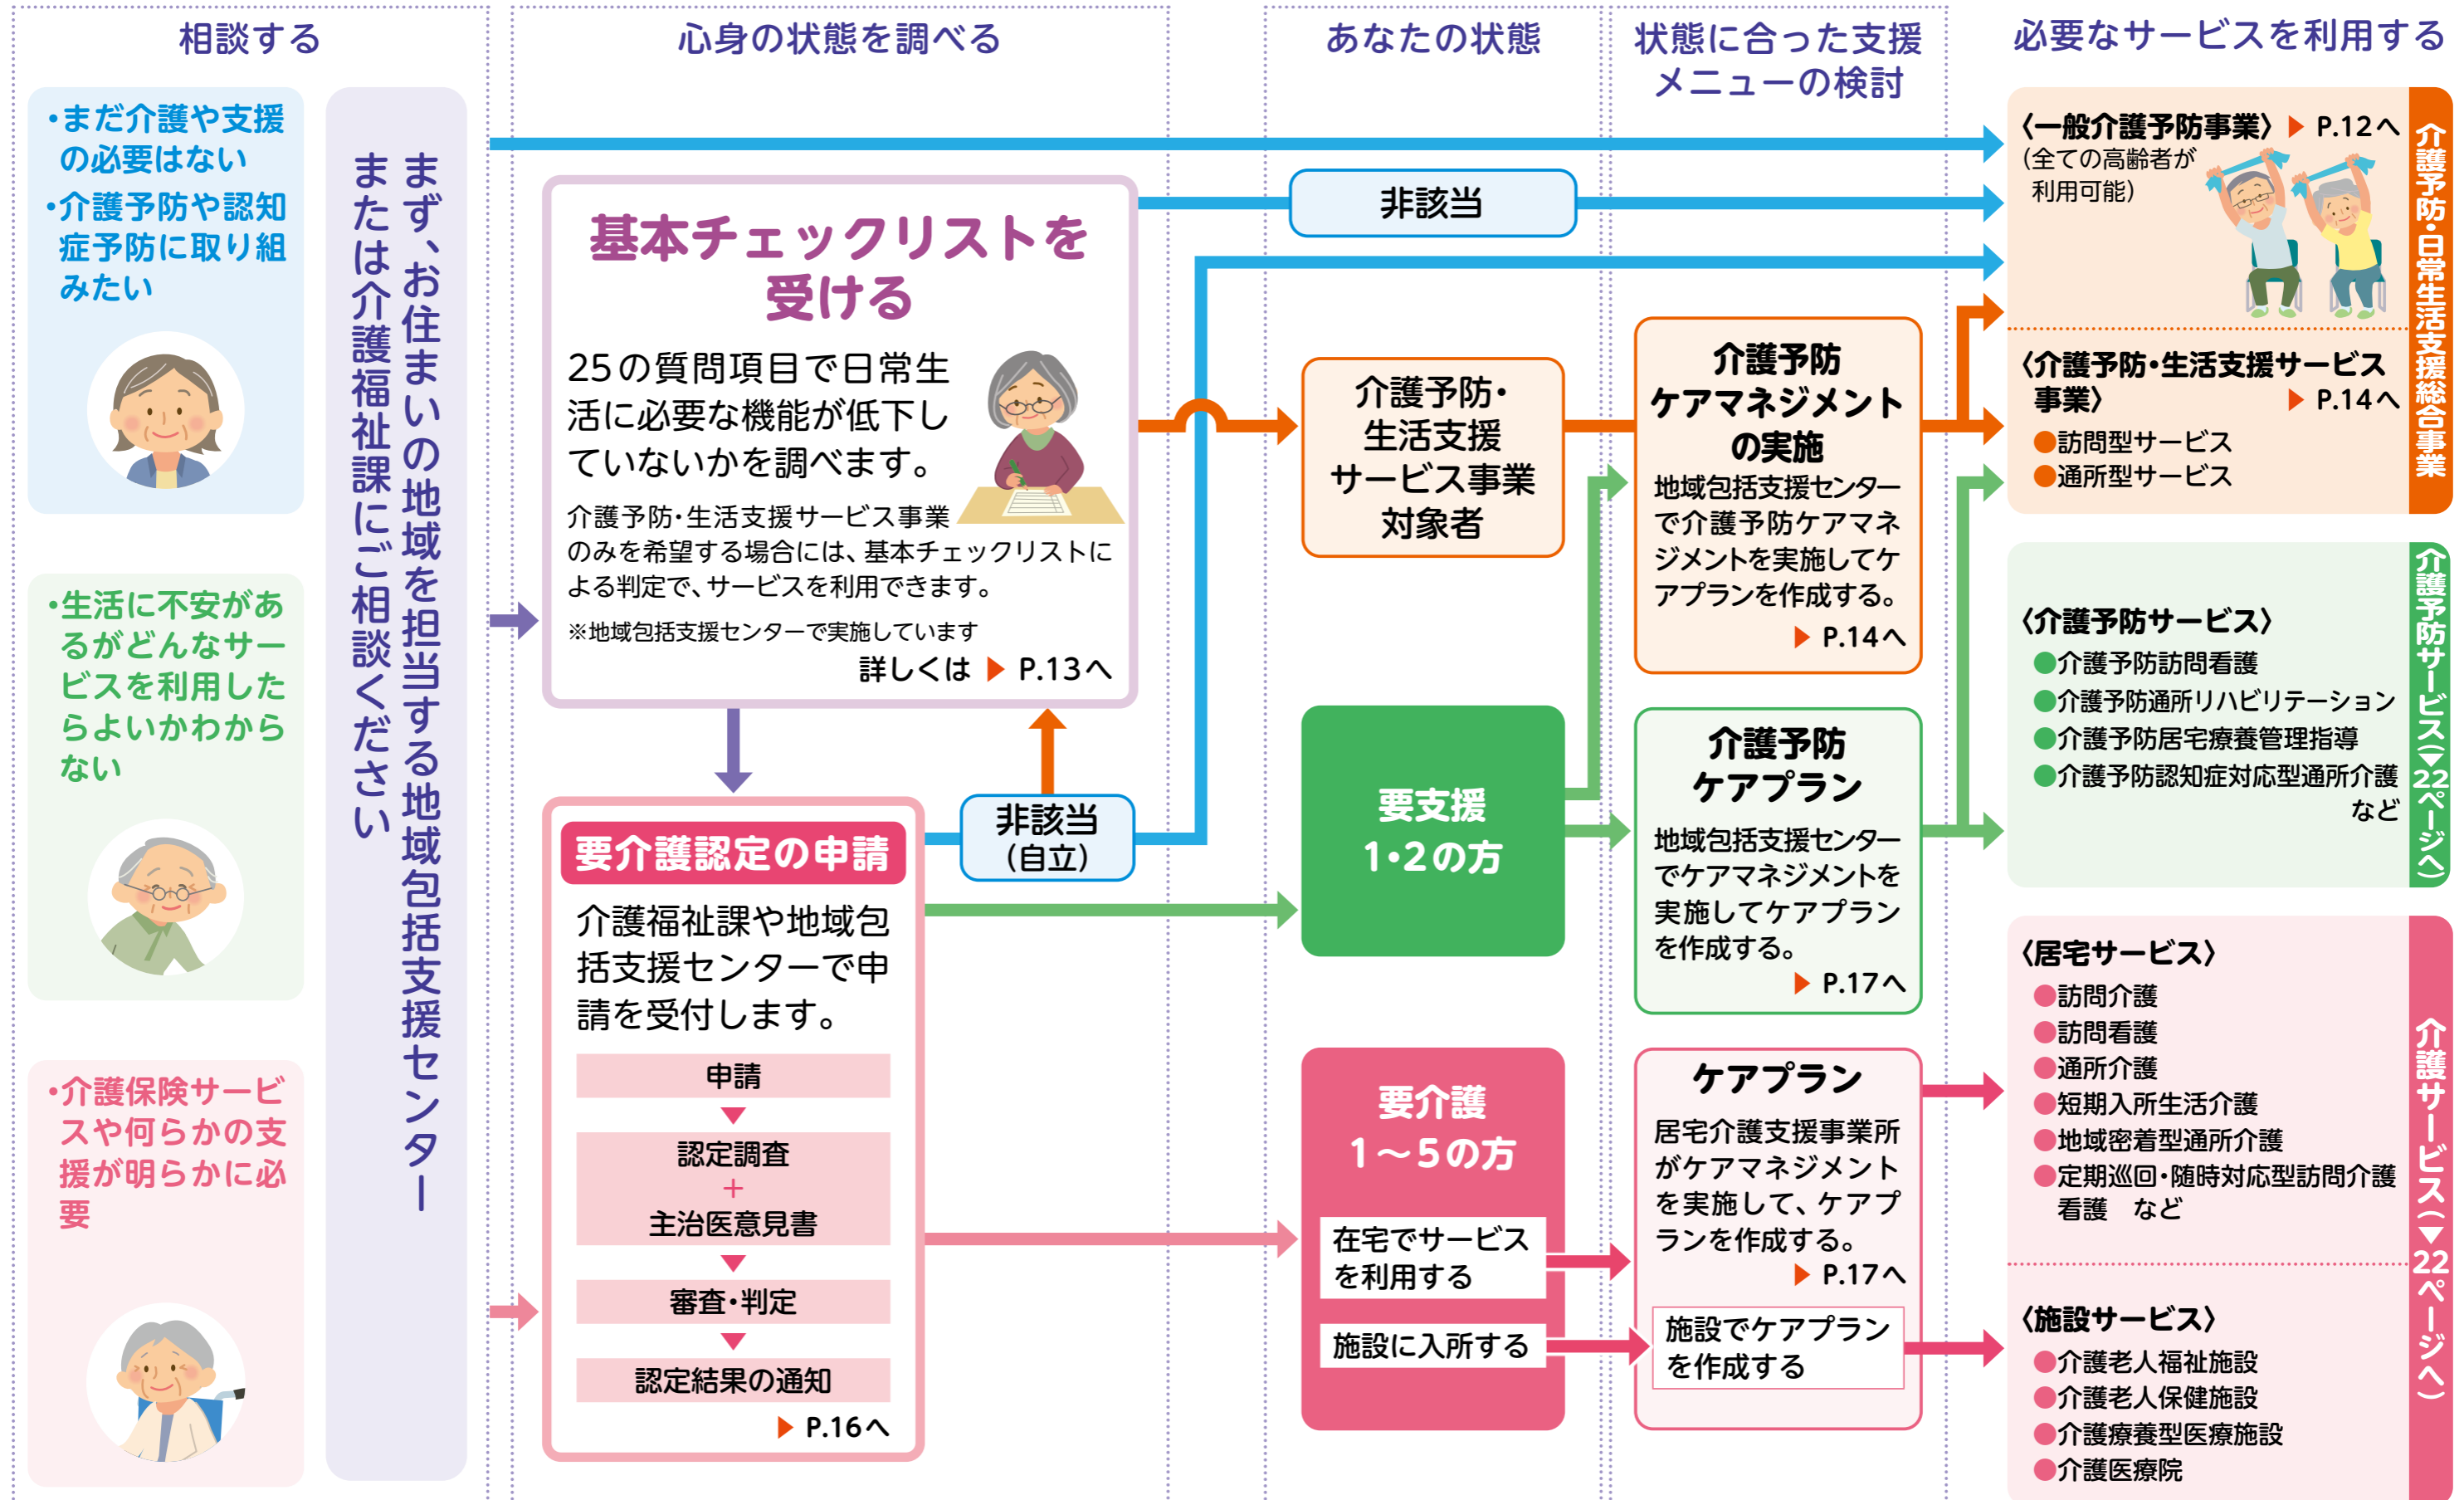 相談する
・まだ介護や支援
の必要はない
・介護予防や認知
症予防に取り組
みたい
・生活に不安があ
るがどんなサー
ビスを利用した
らよいかわから
ない
・介護保険サービ
スや何らかの支
援が明らかに必
要
まず、お住まいの地域を担当する地域包括支援センター
または介護福祉課にご相談ください
心身の状態を調べる
基本チェックリストを
受ける
25の質問項目で日常生
活に必要な機能が低下し
ていないかを調べます。
介護予防・生活支援サービス事業
のみを希望する場合には、基本チェックリストに
よる判定で、サービスを利用できます。
※地域包括支援センターで実施しています
詳しくは ▶ P.13へ
要介護認定の申請
介護福祉課や地域包
括支援センターで申
請を受付します。
申請
▼
認定調査
＋
主治医意見書
▼
審査・判定
▼
認定結果の通知
▶ P.16へ
非該当
（自立）
あなたの状態
非該当
介護予防・
生活支援
サービス事業
対象者
要支援
1・2の方
要介護
1～5の方
在宅でサービス
を利用する
施設に入所する
状態に合った支援
メニューの検討
介護予防
ケアマネジメント
の実施
地域包括支援センター
で介護予防ケアマネ
ジメントを実施してケ
アプランを作成する。
▶ P.14へ
介護予防
ケアプラン
地域包括支援センター
でケアマネジメントを
実施してケアプラン
を作成する。
▶ P.17へ
ケアプラン
居宅介護支援事業所
がケアマネジメント
を実施して、ケアプ
ランを作成する。
▶ P.17へ
施設でケアプラン
を作成する
必要なサービスを利用する
〈一般介護予防事業〉 ▶ P.12へ
（全ての高齢者が
利用可能）
〈介護予防・生活支援サービス
事業〉 ▶ P.14へ
●訪問型サービス
●通所型サービス
介護予防・日常生活支援総合事業
〈介護予防サービス〉
●介護予防訪問看護
●介護予防通所リハビリテーション
●介護予防居宅療養管理指導
●介護予防認知症対応型通所介護
など
介護予防サービス（▼22ページへ）
〈居宅サービス〉
●訪問介護
●訪問看護
●通所介護
●短期入所生活介護
●地域密着型通所介護
●定期巡回・随時対応型訪問介護
看護　など
〈施設サービス〉
●介護老人福祉施設
●介護老人保健施設
●介護療養型医療施設
●介護医療院
介護サービス（▼22ページへ）